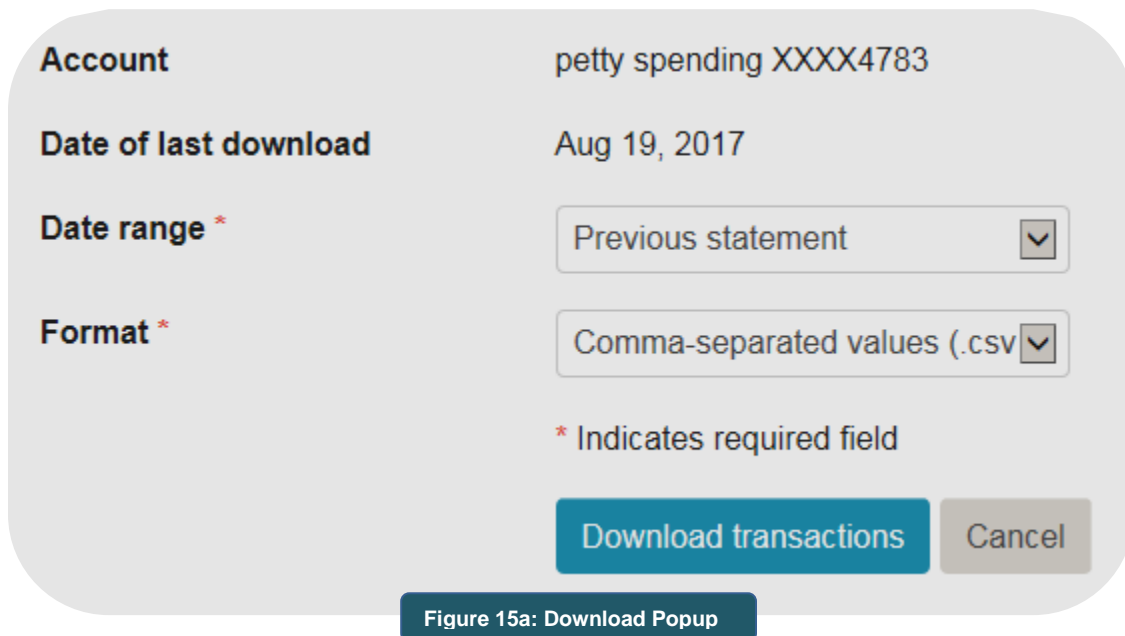 Account petty spending XXXX4783
Date of last download Aug 19, 2017
Date range * Previous statement
Format * Comma-separated values (.csv
* Indicates required field
Download transactions Cancel
Figure 15a: Download Popup